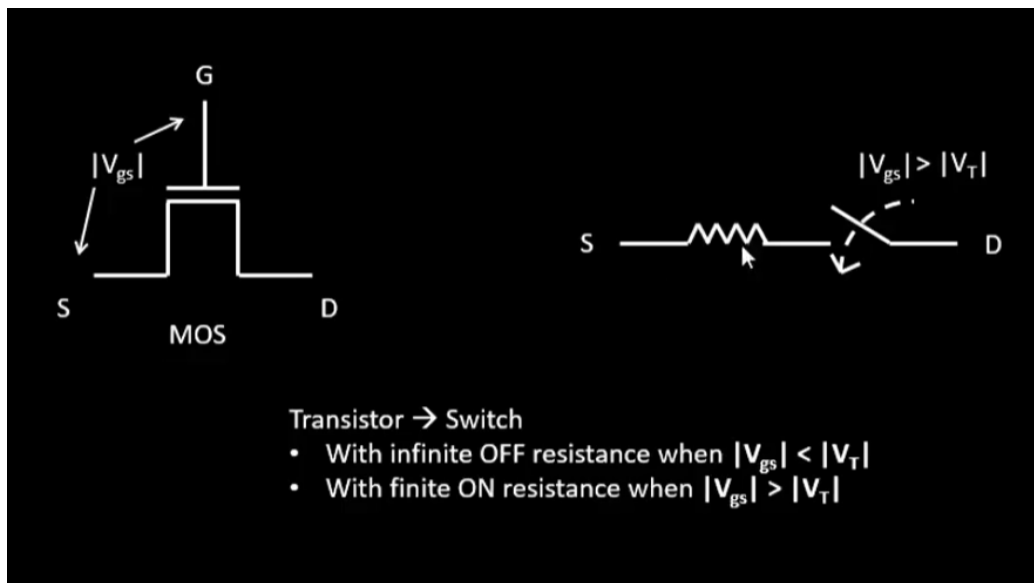 G
|Vgs|
S
D
MOS
|Vgs| > |VT|
S
D
Transistor → Switch
• With infinite OFF resistance when |Vgs| < |VT|
• With finite ON resistance when |Vgs| > |VT|